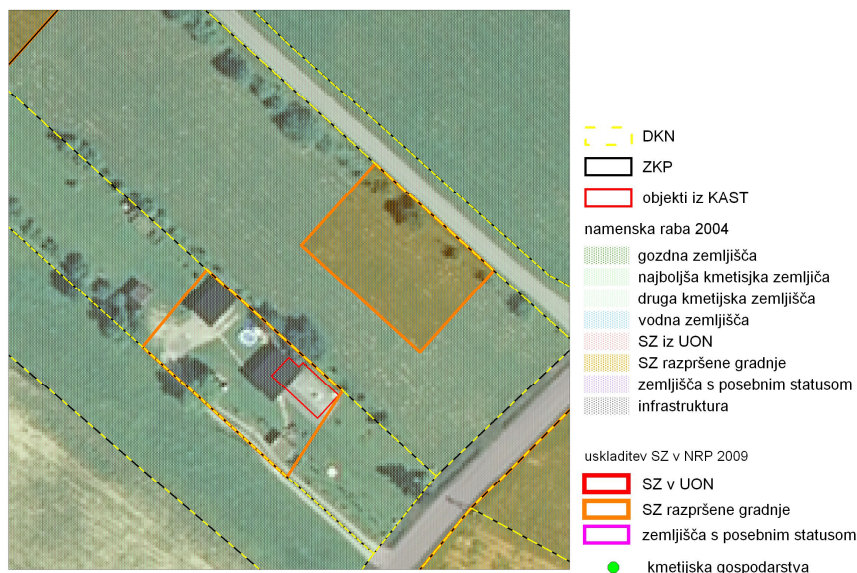 DKN
ZKP
objekti iz KAST
namenska raba 2004
gozdna zemljišča
najboljša kmetisjka zemljiča
druga kmetijska zemljišča
vodna zemljišča
SZ iz UON
SZ razpršene gradnje
zemljišča s posebnim statusom
infrastruktura
uskladitev SZ v NRP 2009
SZ v UON
SZ razpršene gradnje
zemljišča s posebnim statusom
kmetijska gospodarstva